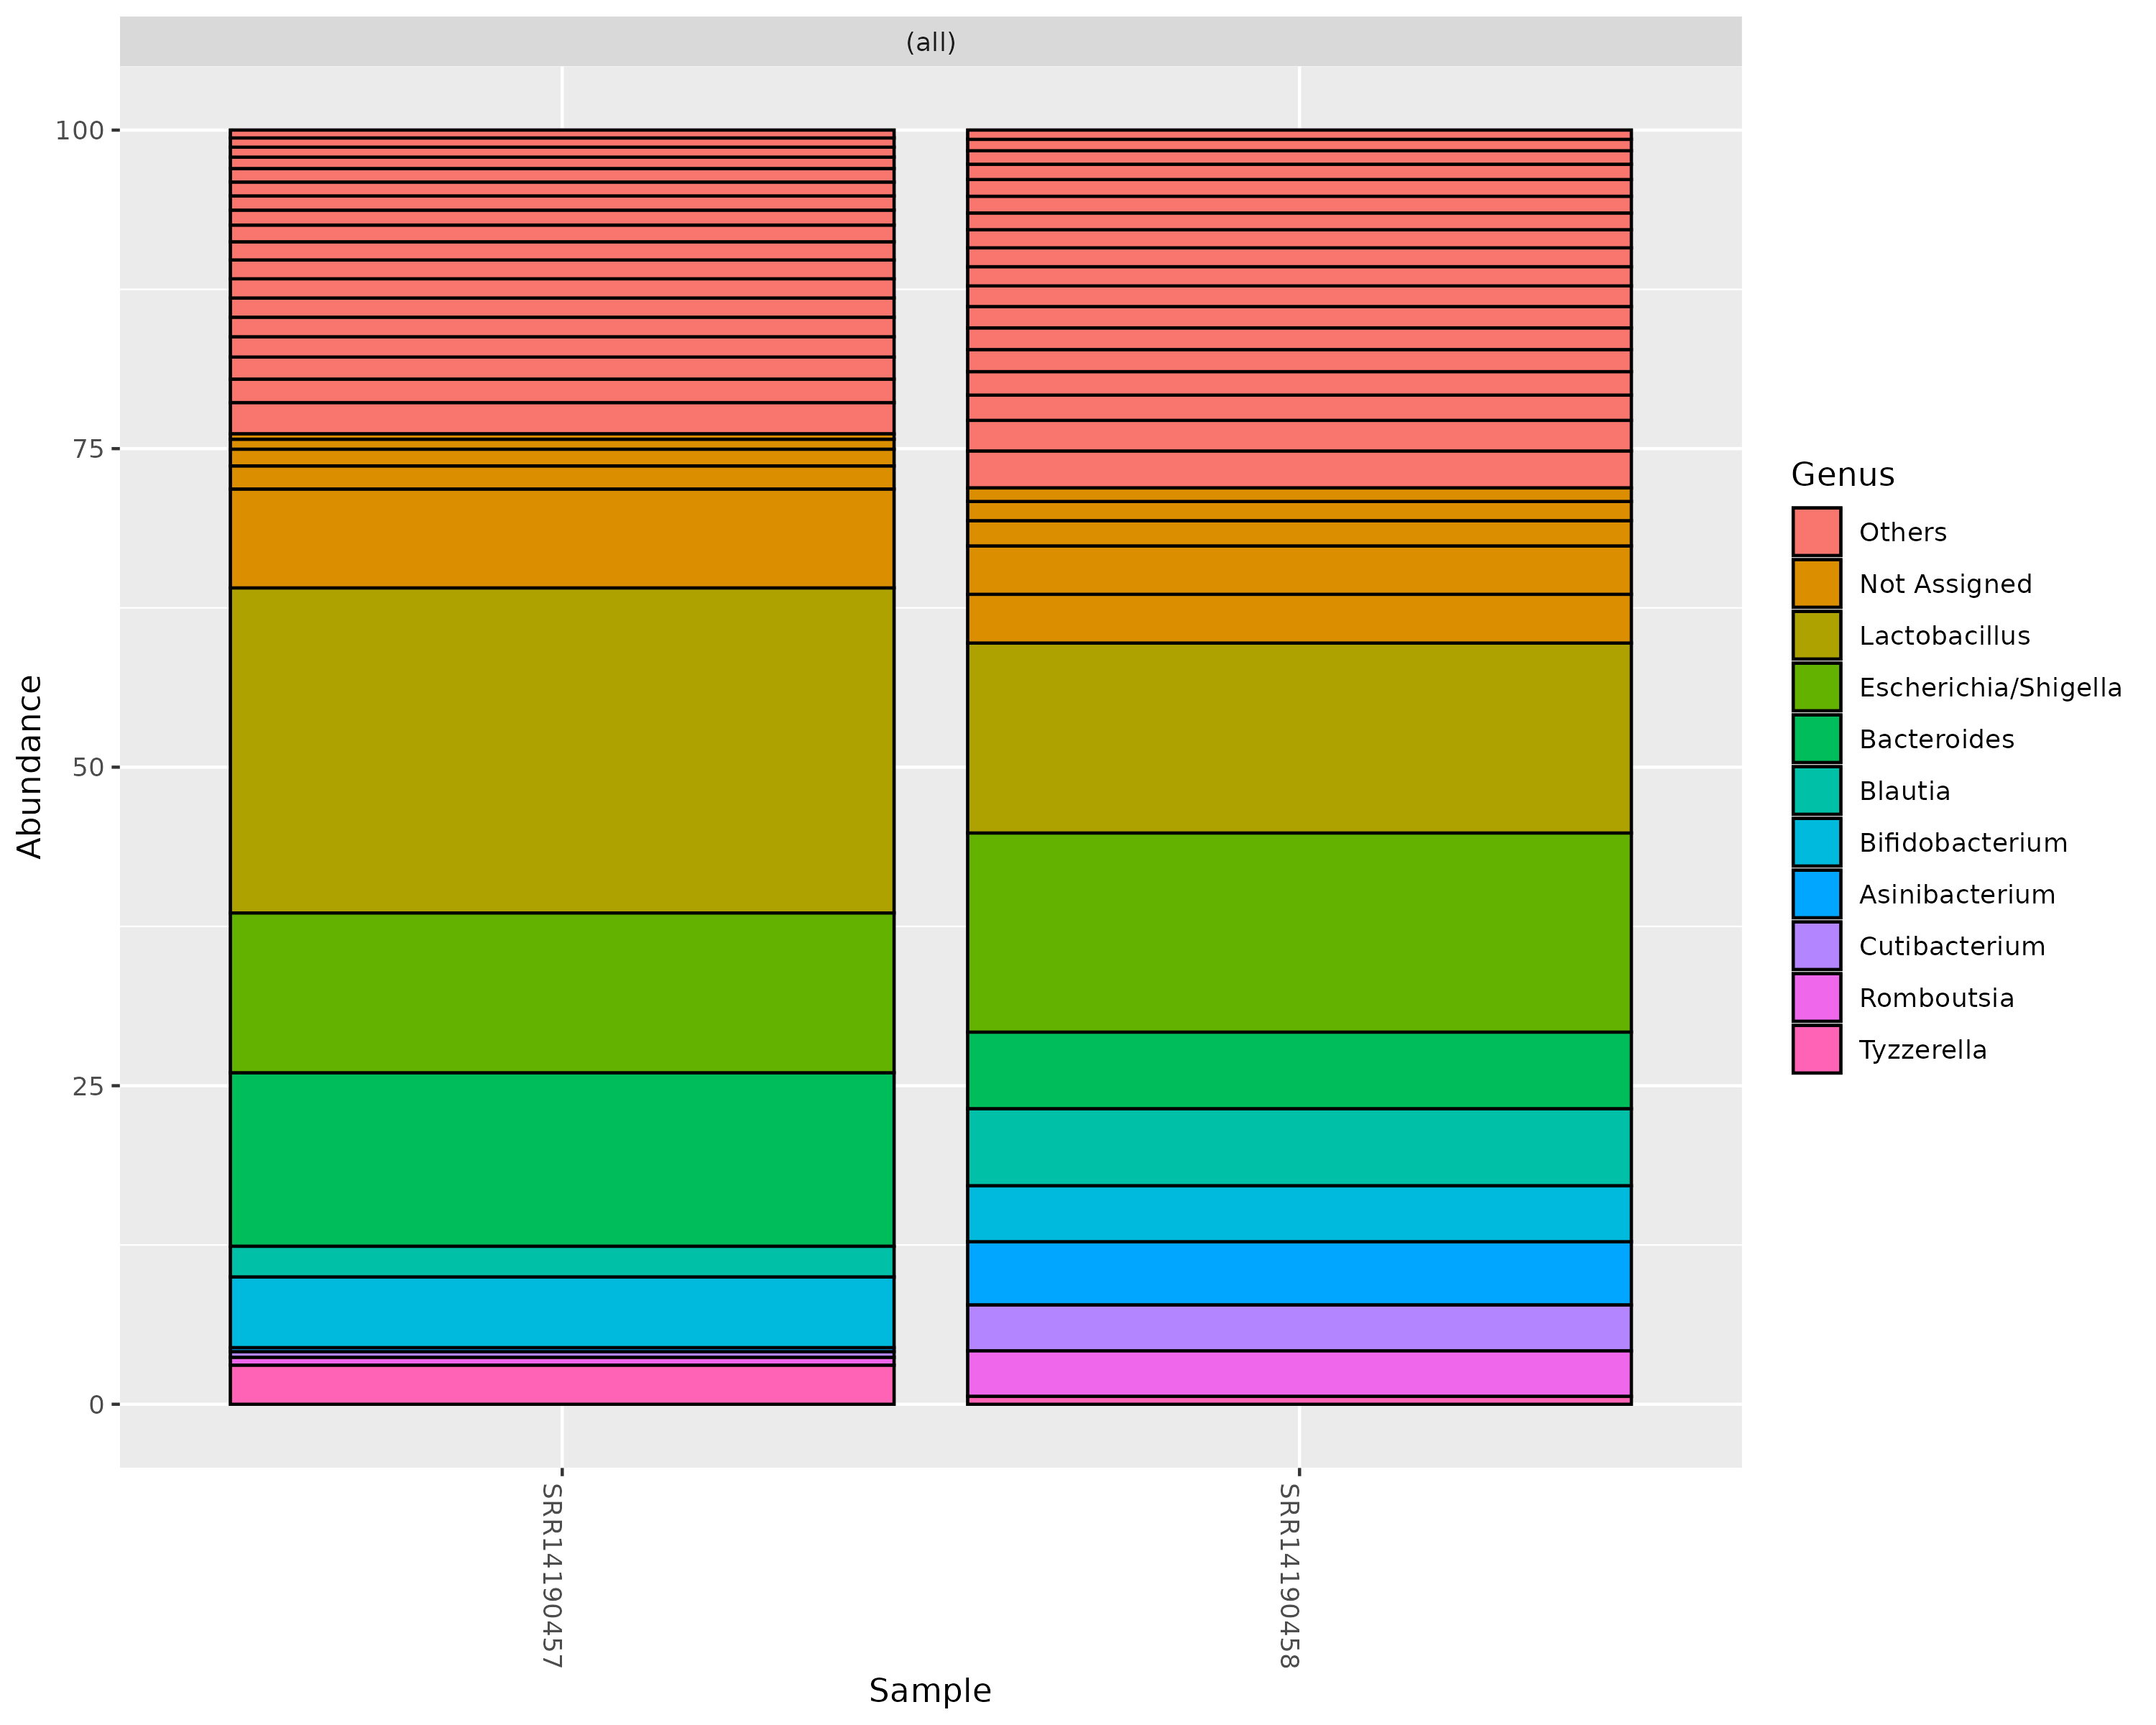 (all)
100
75
50
25
0
Abundance
SRR14190457
SRR14190458
Sample
Genus
Others
Not Assigned
Lactobacillus
Escherichia/Shigella
Bacteroides
Blautia
Bifidobacterium
Asinibacterium
Cutibacterium
Romboutsia
Tyzzerella